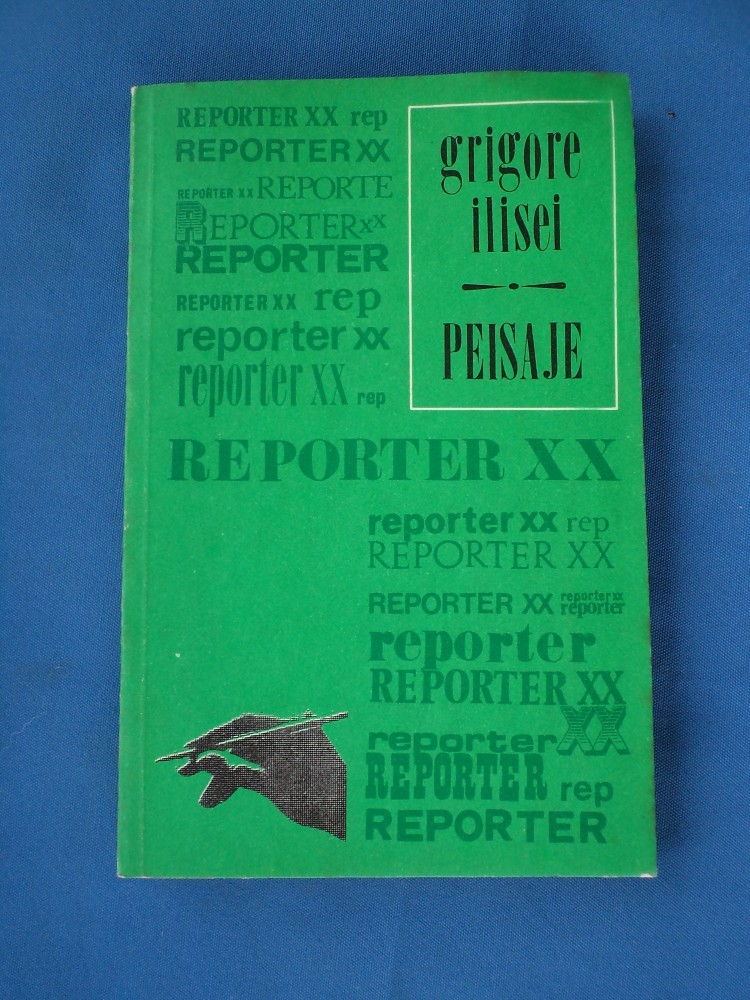 REPORTER XX rep
REPORTER XX
REPORTER XX REPORTE
REPORTER XX
REPORTER
REPORTER XX rep
reporter xx
reporter XX rep
grigore
ilisei
PEISAJE
REPORTER XX
reporter xx rep
REPORTER XX
REPORTER XX reporter xx
reporter
reporter
REPORTER XX
reporter XX
REPORTER rep
REPORTER